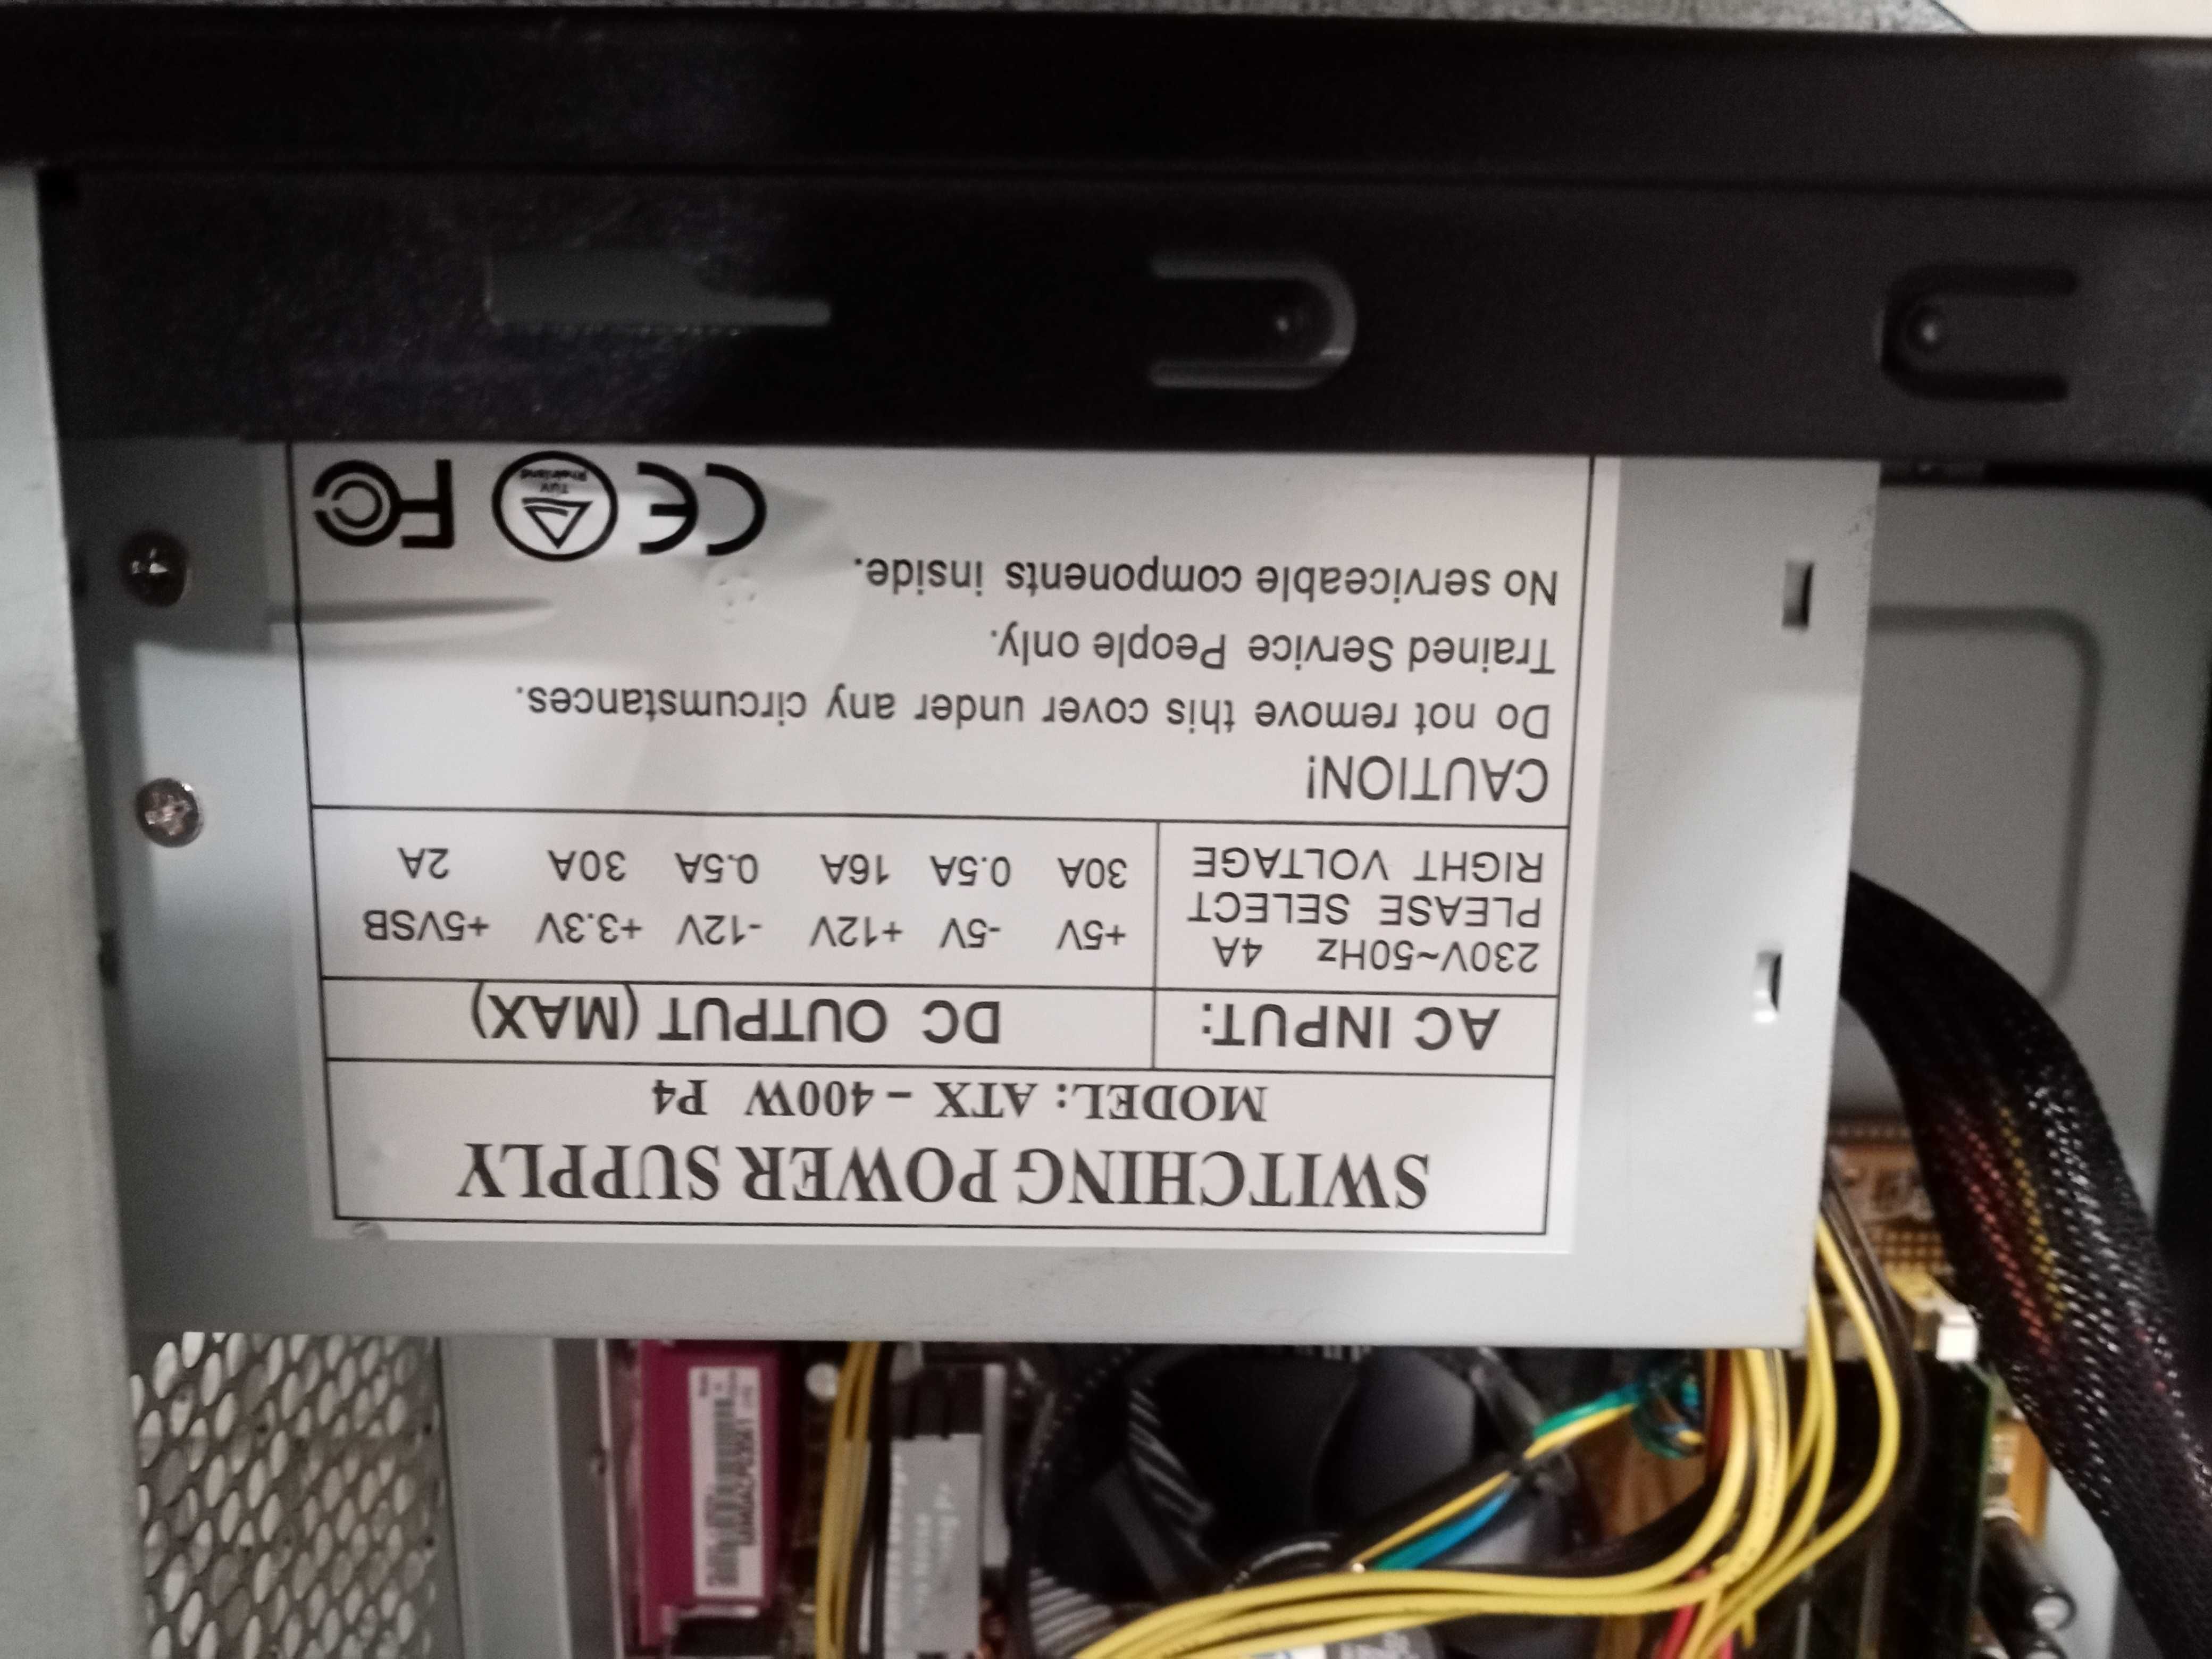 SWITCHING POWER SUPPLY
MODEL: ATX - 400W P4
AC INPUT:
DC OUTPUT (MAX)
230V~50Hz 4A
PLEASE SELECT
RIGHT VOLTAGE
+5V -5V +12V -12V +3.3V +5VSB
30A 0.5A 16A 0.5A 30A 2A
CAUTION!
Do not remove this cover under any circumstances.
Trained Service People only.
No serviceable components inside.
CE
TÜV
Rheinland
FC